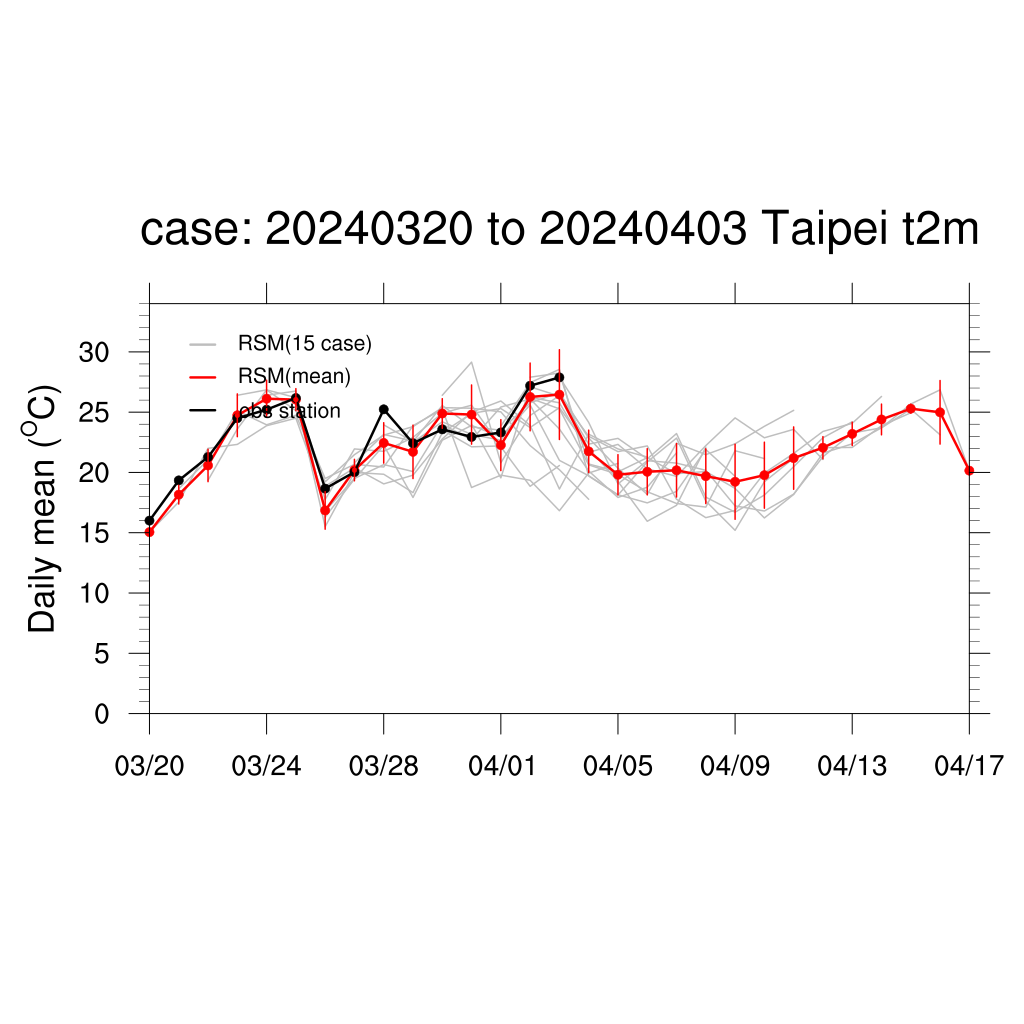 case: 20240320 to 20240403 Taipei t2m
RSM(15 case)
RSM(mean)
obs station
Daily mean (OC)
30
25
20
15
10
5
0
03/20 03/24 03/28 04/01 04/05 04/09 04/13 04/17